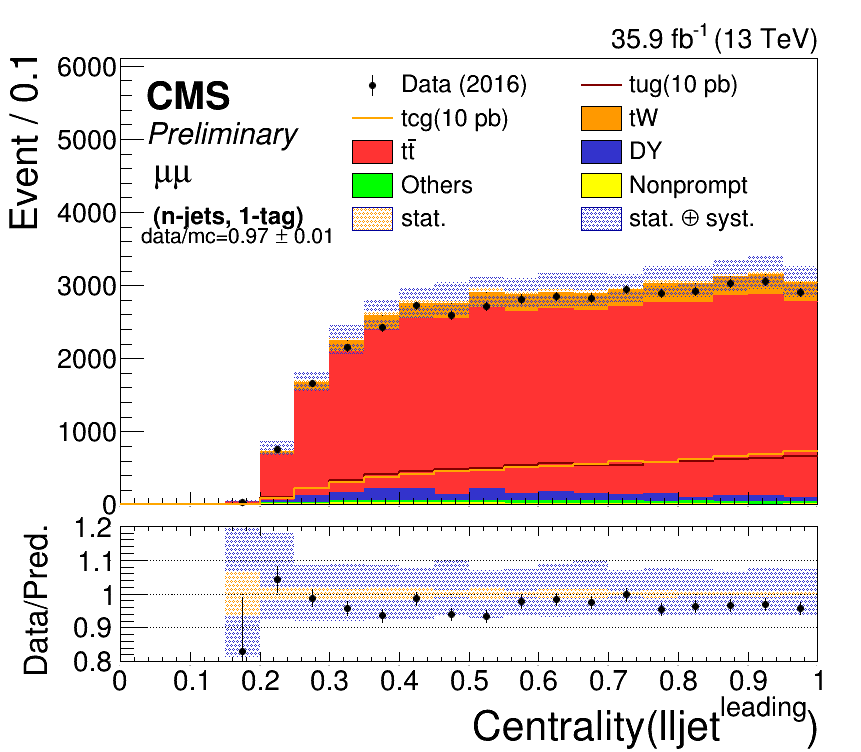 35.9 fb⁻¹ (13 TeV)
Event / 0.1
6000
5000
4000
3000
2000
1000
0
CMS
Preliminary
μμ
(n-jets, 1-tag)
data/mc=0.97 ± 0.01
Data (2016)
tug(10 pb)
tcg(10 pb)
tW
tt̄
DY
Others
Nonprompt
stat.
stat. ⊕ syst.
Data/Pred.
1.2
1.1
1
0.9
0.8
0 0.1 0.2 0.3 0.4 0.5 0.6 0.7 0.8 0.9 1
Centrality(lljet^leading)